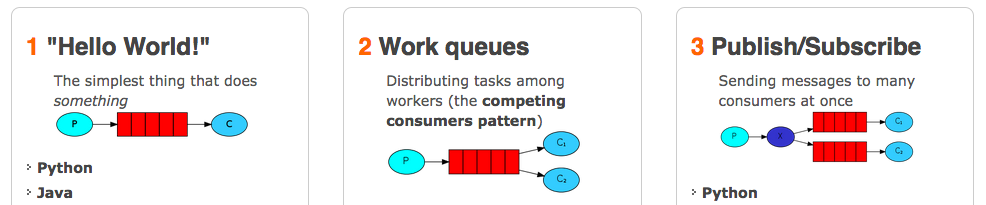 1 "Hello World!"
The simplest thing that does
something
P
C
Python
Java
2 Work queues
Distributing tasks among
workers (the competing
consumers pattern)
P
C₁
C₂
3 Publish/Subscribe
Sending messages to many
consumers at once
P
X
C₁
C₂
Python